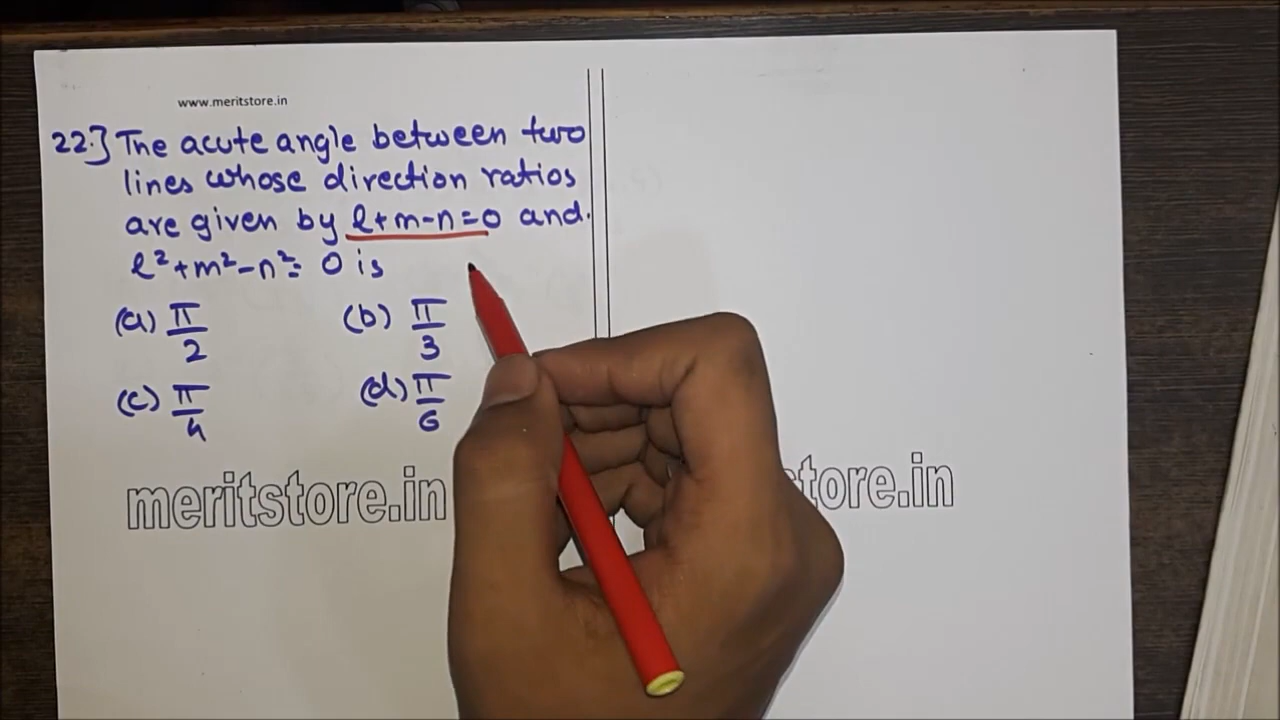 www.meritstore.in
22.] The acute angle between two
lines whose direction ratios
are given by l+m-n=0 and.
l²+m²-n²= 0 is
(a) π/2 (b) π/3
(c) π/4 (d) π/6
meritstore.in
store.in